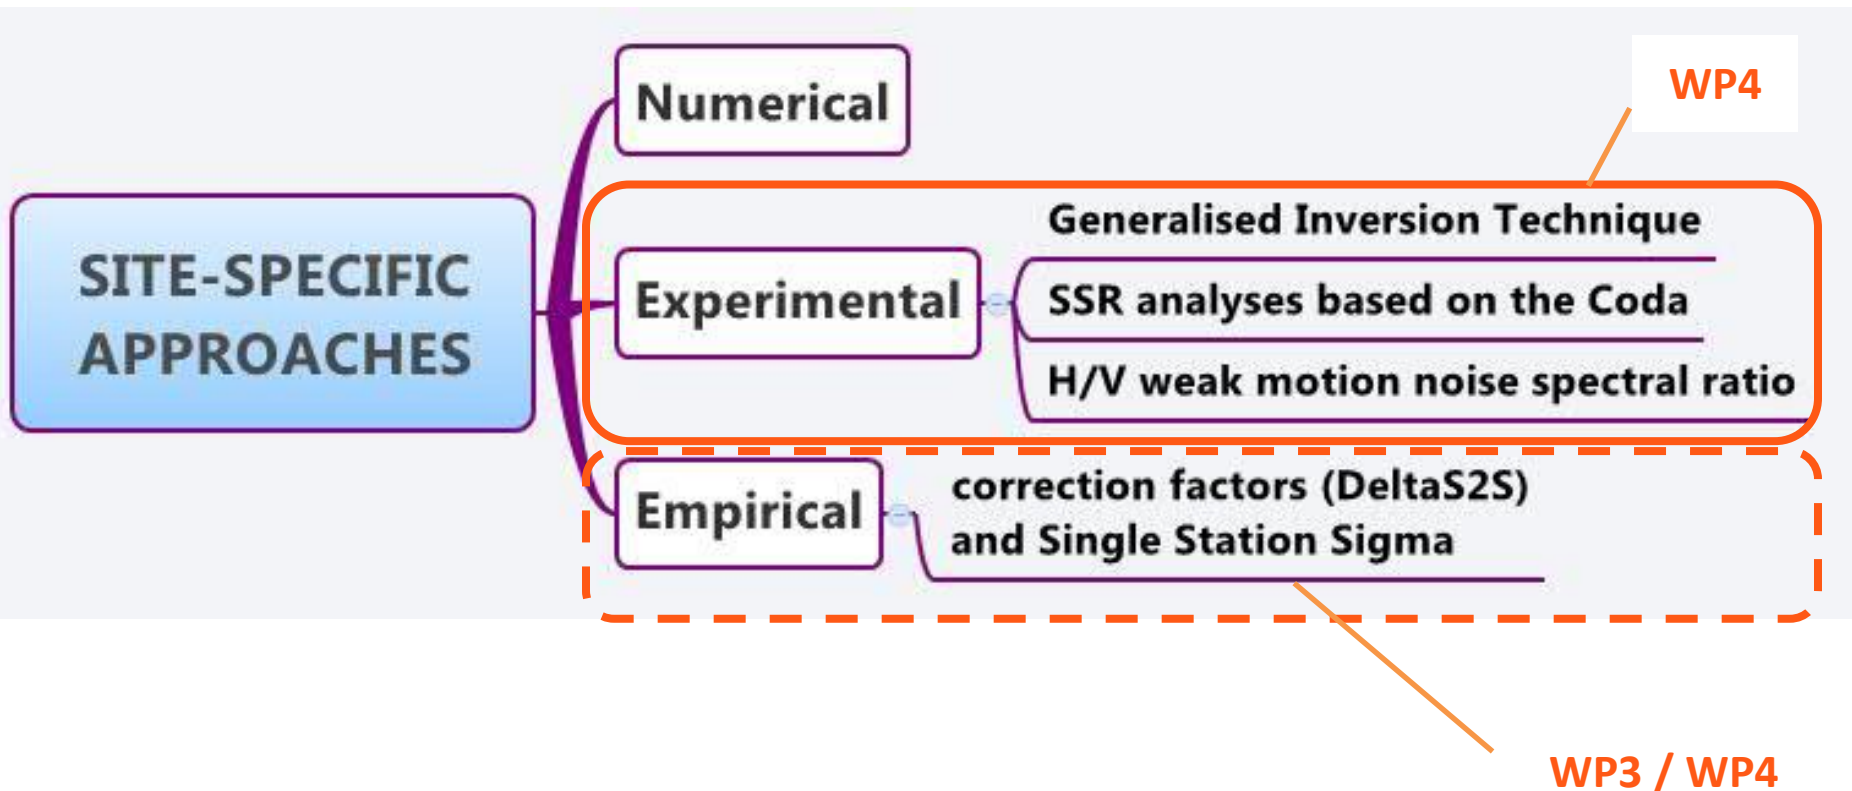 Numerical
WP4
SITE-SPECIFIC
APPROACHES
Experimental
Generalised Inversion Technique
SSR analyses based on the Coda
H/V weak motion noise spectral ratio
Empirical
correction factors (DeltaS2S)
and Single Station Sigma
WP3 / WP4